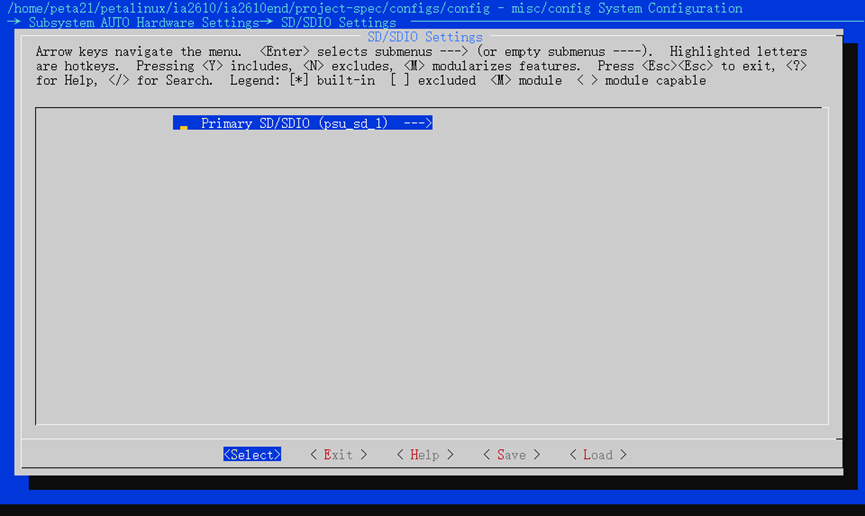 /home/peta21/petalinux/ia2610/ia2610end/project-spec/configs/config - misc/config System Configuration
→ Subsystem AUTO Hardware Settings→ SD/SDIO Settings
SD/SDIO Settings
Arrow keys navigate the menu.  <Enter> selects submenus ---> (or empty submenus ----).  Highlighted letters
are hotkeys.  Pressing <Y> includes, <N> excludes, <M> modularizes features.  Press <Esc><Esc> to exit, <?>
for Help, </> for Search.  Legend: [*] built-in  [ ] excluded  <M> module  < > module capable
Primary SD/SDIO (psu_sd_1)  --->
<Select>    < Exit >    < Help >    < Save >    < Load >